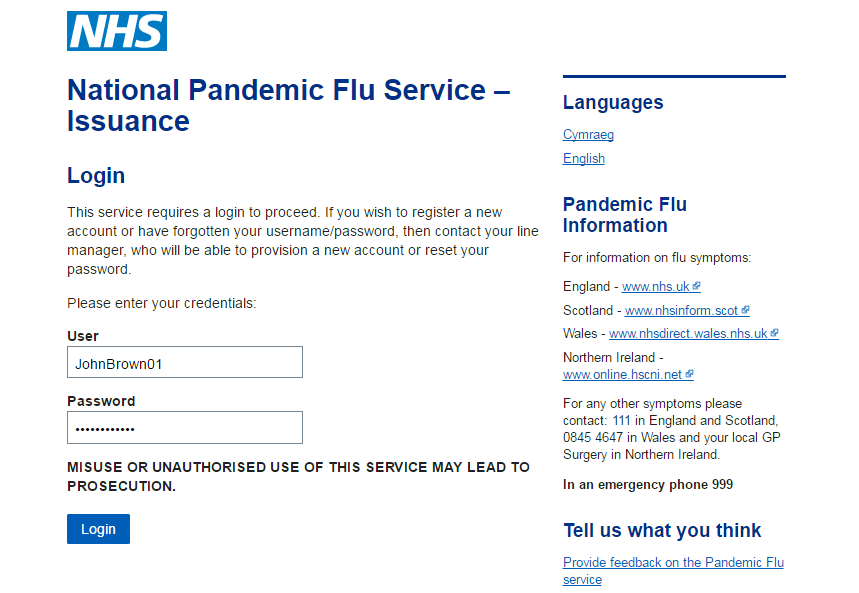 NHS
National Pandemic Flu Service –
Issuance
Login
This service requires a login to proceed. If you wish to register a new
account or have forgotten your username/password, then contact your line
manager, who will be able to provision a new account or reset your
password.
Please enter your credentials:
User
JohnBrown01
Password
••••••••••••
MISUSE OR UNAUTHORISED USE OF THIS SERVICE MAY LEAD TO
PROSECUTION.
Login
Languages
Cymraeg
English
Pandemic Flu
Information
For information on flu symptoms:
England - www.nhs.uk
Scotland - www.nhsinform.scot
Wales - www.nhsdirect.wales.nhs.uk
Northern Ireland -
www.online.hscni.net
For any other symptoms please
contact: 111 in England and Scotland,
0845 4647 in Wales and your local GP
Surgery in Northern Ireland.
In an emergency phone 999
Tell us what you think
Provide feedback on the Pandemic Flu
service